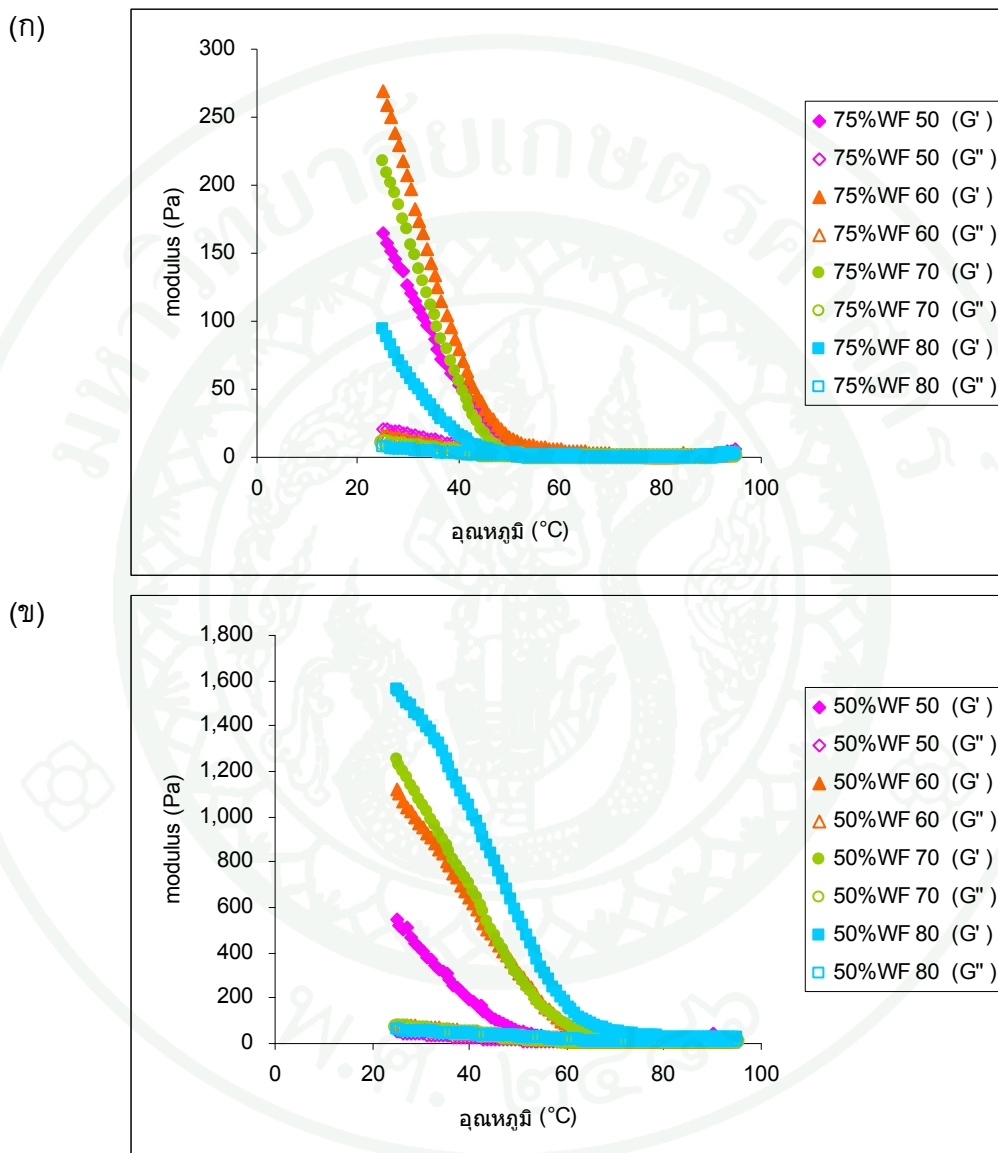 (ก)
300
250
200
150
100
50
0
modulus (Pa)
0 20 40 60 80 100
อุณหภูมิ (°C)
75%WF 50 (G' )
75%WF 50 (G'' )
75%WF 60 (G' )
75%WF 60 (G'' )
75%WF 70 (G' )
75%WF 70 (G'' )
75%WF 80 (G' )
75%WF 80 (G'' )
(ข)
1,800
1,600
1,400
1,200
1,000
800
600
400
200
0
modulus (Pa)
0 20 40 60 80 100
อุณหภูมิ (°C)
50%WF 50 (G' )
50%WF 50 (G'' )
50%WF 60 (G' )
50%WF 60 (G'' )
50%WF 70 (G' )
50%WF 70 (G'' )
50%WF 80 (G' )
50%WF 80 (G'' )